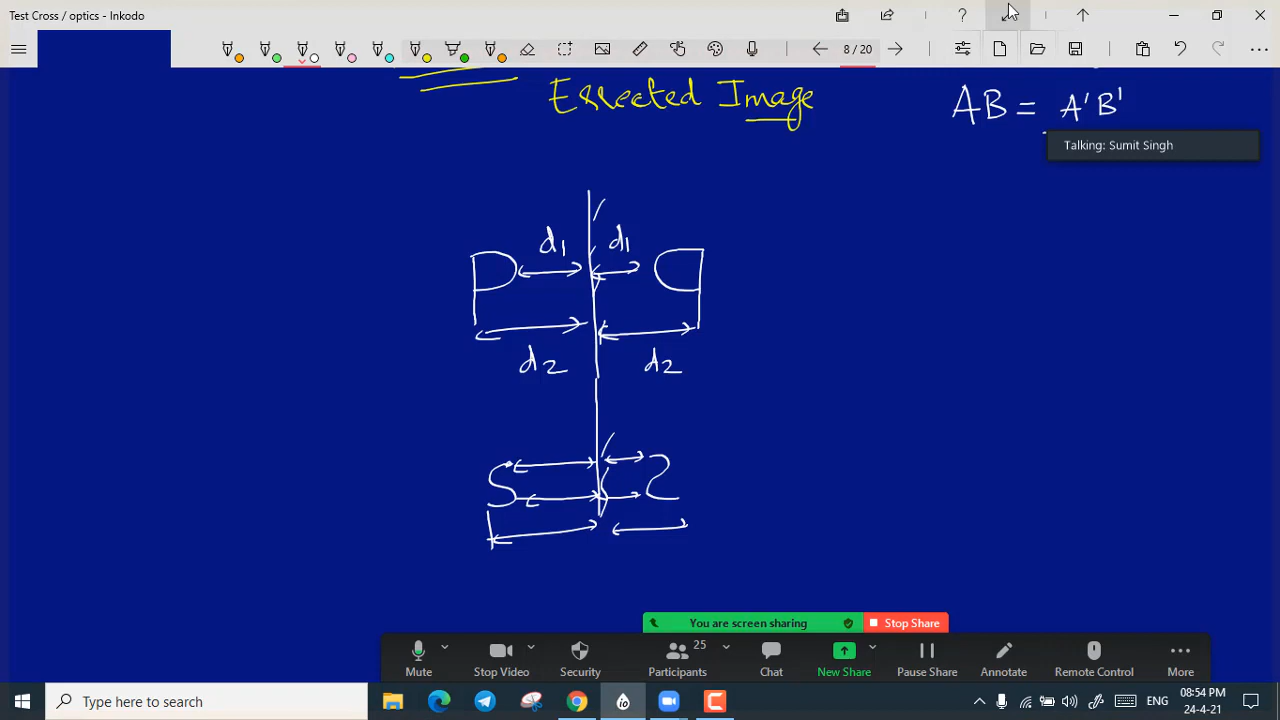 Test Cross / optics - Inkodo
8 / 20
Errected Image
AB = A'B'
Talking: Sumit Singh
d1 d1
P
d2 d2
S
You are screen sharing Stop Share
25
Mute Stop Video Security Participants Chat New Share Pause Share Annotate Remote Control More
Type here to search
ENG
08:54 PM
24-4-21